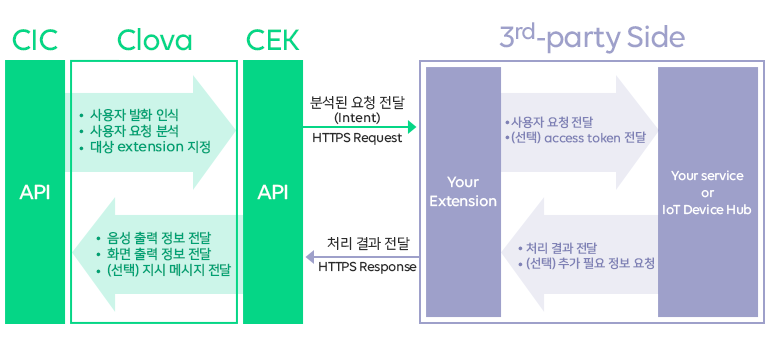 CIC
Clova
CEK
3rd-party Side
API
• 사용자 발화 인식
• 사용자 요청 분석
• 대상 extension 지정
• 음성 출력 정보 전달
• 화면 출력 정보 전달
• (선택) 지시 메시지 전달
API
분석된 요청 전달
(Intent)
HTTPS Request
처리 결과 전달
HTTPS Response
Your
Extension
• 사용자 요청 전달
• (선택) access token 전달
• 처리 결과 전달
• (선택) 추가 필요 정보 요청
Your service
or
IoT Device Hub